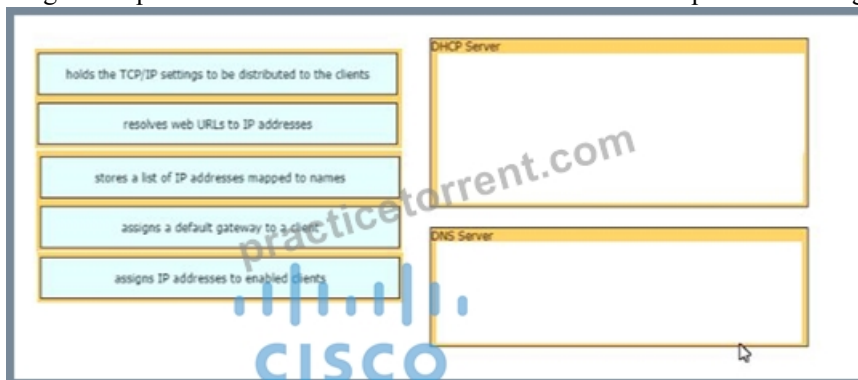 holds the TCP/IP settings to be distributed to the clients
resolves web URLs to IP addresses
stores a list of IP addresses mapped to names
assigns a default gateway to a client
assigns IP addresses to enabled clients
DHCP Server
DNS Server
practicetorrent.com
CISCO